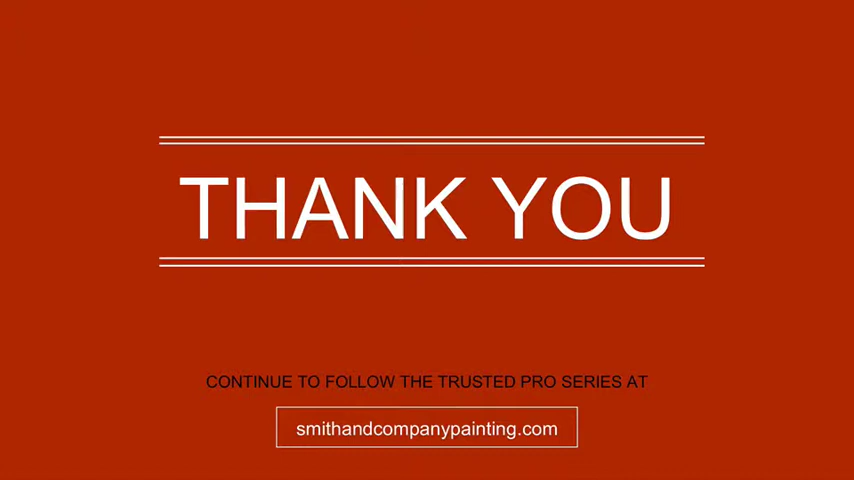 THANK YOU
CONTINUE TO FOLLOW THE TRUSTED PRO SERIES AT
smithandcompanypainting.com